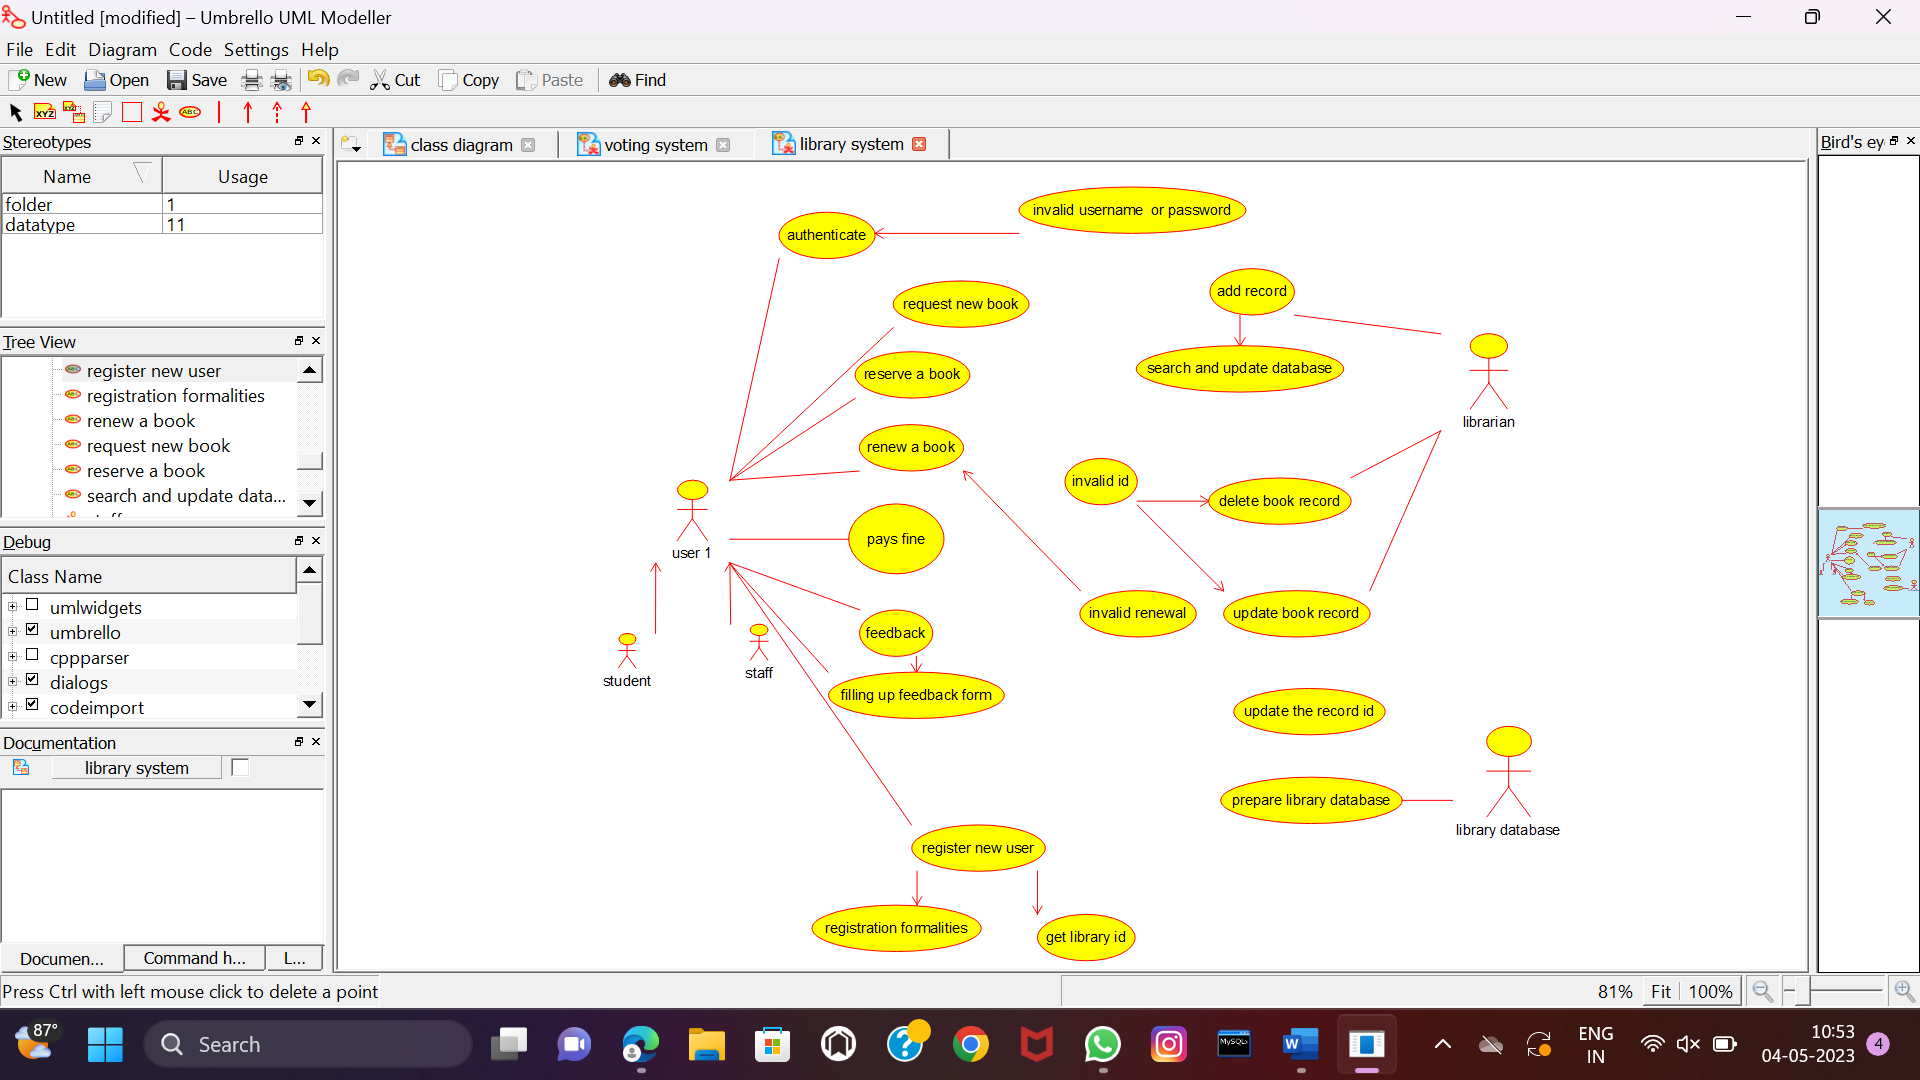 Untitled [modified] – Umbrello UML Modeller
File Edit Diagram Code Settings Help
New Open Save Cut Copy Paste Find
XYZ XYZ ABC
Stereotypes
Name Usage
folder 1
datatype 11
Tree View
register new user
registration formalities
renew a book
request new book
reserve a book
search and update data...
Debug
Class Name
umlwidgets
umbrello
cppparser
dialogs
codeimport
Documentation
library system
Documen... Command h... L...
class diagram voting system library system
Bird's ey
invalid username or password
authenticate
add record
request new book
search and update database
reserve a book
librarian
renew a book
invalid id
delete book record
pays fine
user 1
invalid renewal
update book record
feedback
student
staff
filling up feedback form
update the record id
prepare library database
library database
register new user
registration formalities
get library id
Press Ctrl with left mouse click to delete a point
81% Fit 100%
87° Search
MySQL
W
ENG
IN
10:53
04-05-2023
4